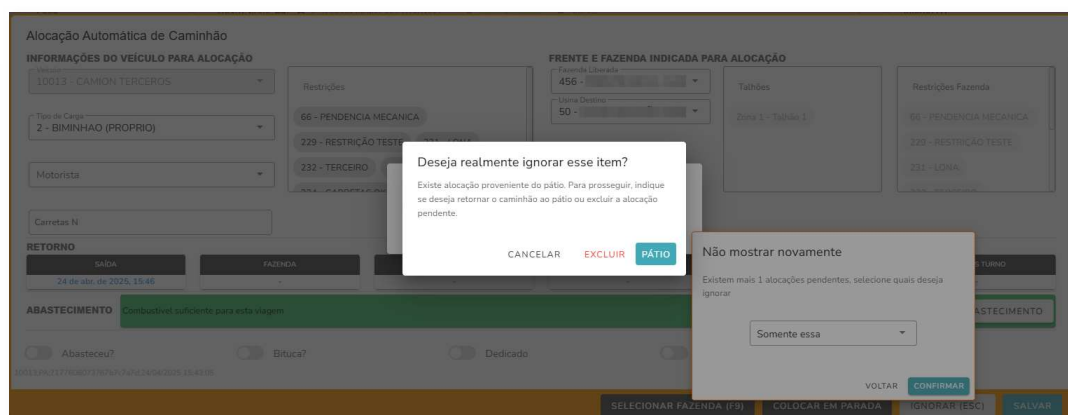 Alocação Automática de Caminhão
INFORMAÇÕES DO VEÍCULO PARA ALOCAÇÃO
Veículo
10013 - CAMION TERCEROS
Tipo de Carga
2 - BIMINHAO (PROPRIO)
Motorista
Carretas N
Restrições
66 - PENDENCIA MECANICA
229 - RESTRIÇÃO TESTE
232 - TERCEIRO
FRENTE E FAZENDA INDICADA PARA ALOCAÇÃO
Fazenda Liberada
456 -
Destino
50 -
Talhões
Zona 1 - Talhão 1
Restrições Fazenda
66 - PENDENCIA MECANICA
229 - RESTRIÇÃO TESTE
231 - LONA
Deseja realmente ignorar esse item?
Existe alocação proveniente do pátio. Para prosseguir, indique
se deseja retornar o caminhão ao pátio ou excluir a alocação
pendente.
CANCELAR EXCLUIR PÁTIO
RETORNO
SAÍDA
FAZENDA
TURNO
24 de abr. de 2025, 15:46
-
-
-
ABASTECIMENTO
Combustível suficiente para esta viagem
Abasteceu?
Bituca?
Dedicado
Não mostrar novamente
Existem mais 1 alocações pendentes, selecione quais deseja
ignorar
Somente essa
VOLTAR CONFIRMAR
SELECIONAR FAZENDA (F9)
COLOCAR EM PARADA
IGNORAR (ESC)
SALVAR